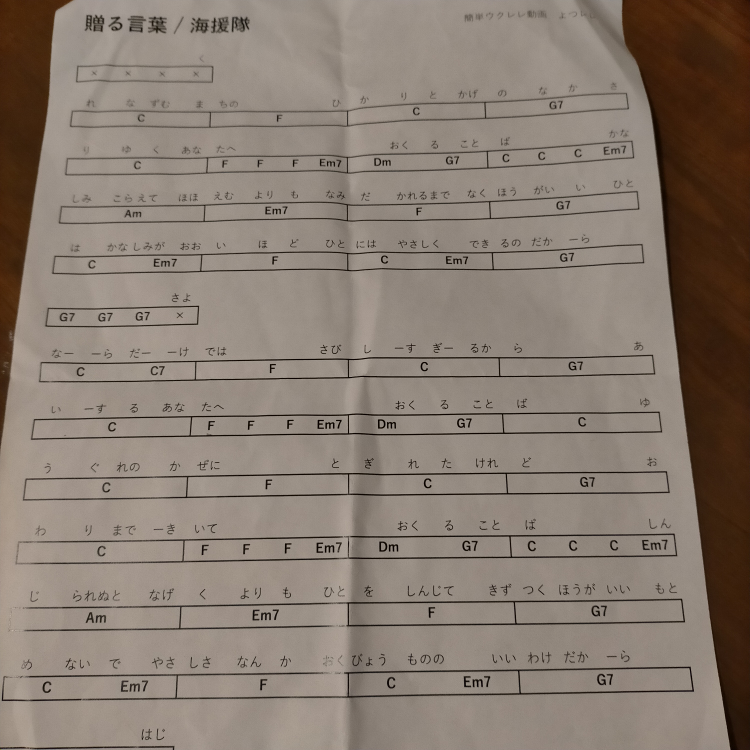 贈る言葉 / 海援隊
簡単ウクレレ動画
く
× × × ×
れ な ずむ ま ちの ひ か り と かげ の な か さ
C F C G7
り ゆ く あな たへ おく る こと ば かな
C F F F Em7 Dm G7 C C C Em7
しみ こらえて ほほ えむ より も なみ だ かれるまで なく ほう がい い ひと
Am Em7 F G7
は かなしみが おお い ほ ど ひと には やさしく でき るの だか ーら
C Em7 F C Em7 G7
さよ
G7 G7 G7 ×
なー ーら だー ーけ では さび し ーす ぎー るか ら あ
C C7 F C G7
い ーす る あな たへ おく る こと ば ゆ
C F F F Em7 Dm G7 C
う ぐ れの か ぜに と ぎ れ た けれ ど お
C F C G7
わ り まで ーき いて おく る こと ば しん
C F F F Em7 Dm G7 C C C Em7
じ られぬと なげ く より も ひと を しんじて きず つく ほうが いい もと
Am Em7 F G7
め ない で やさ しさ なん か おく びょう ものの いい わけ だか ーら
C Em7 F C Em7 G7
はじ